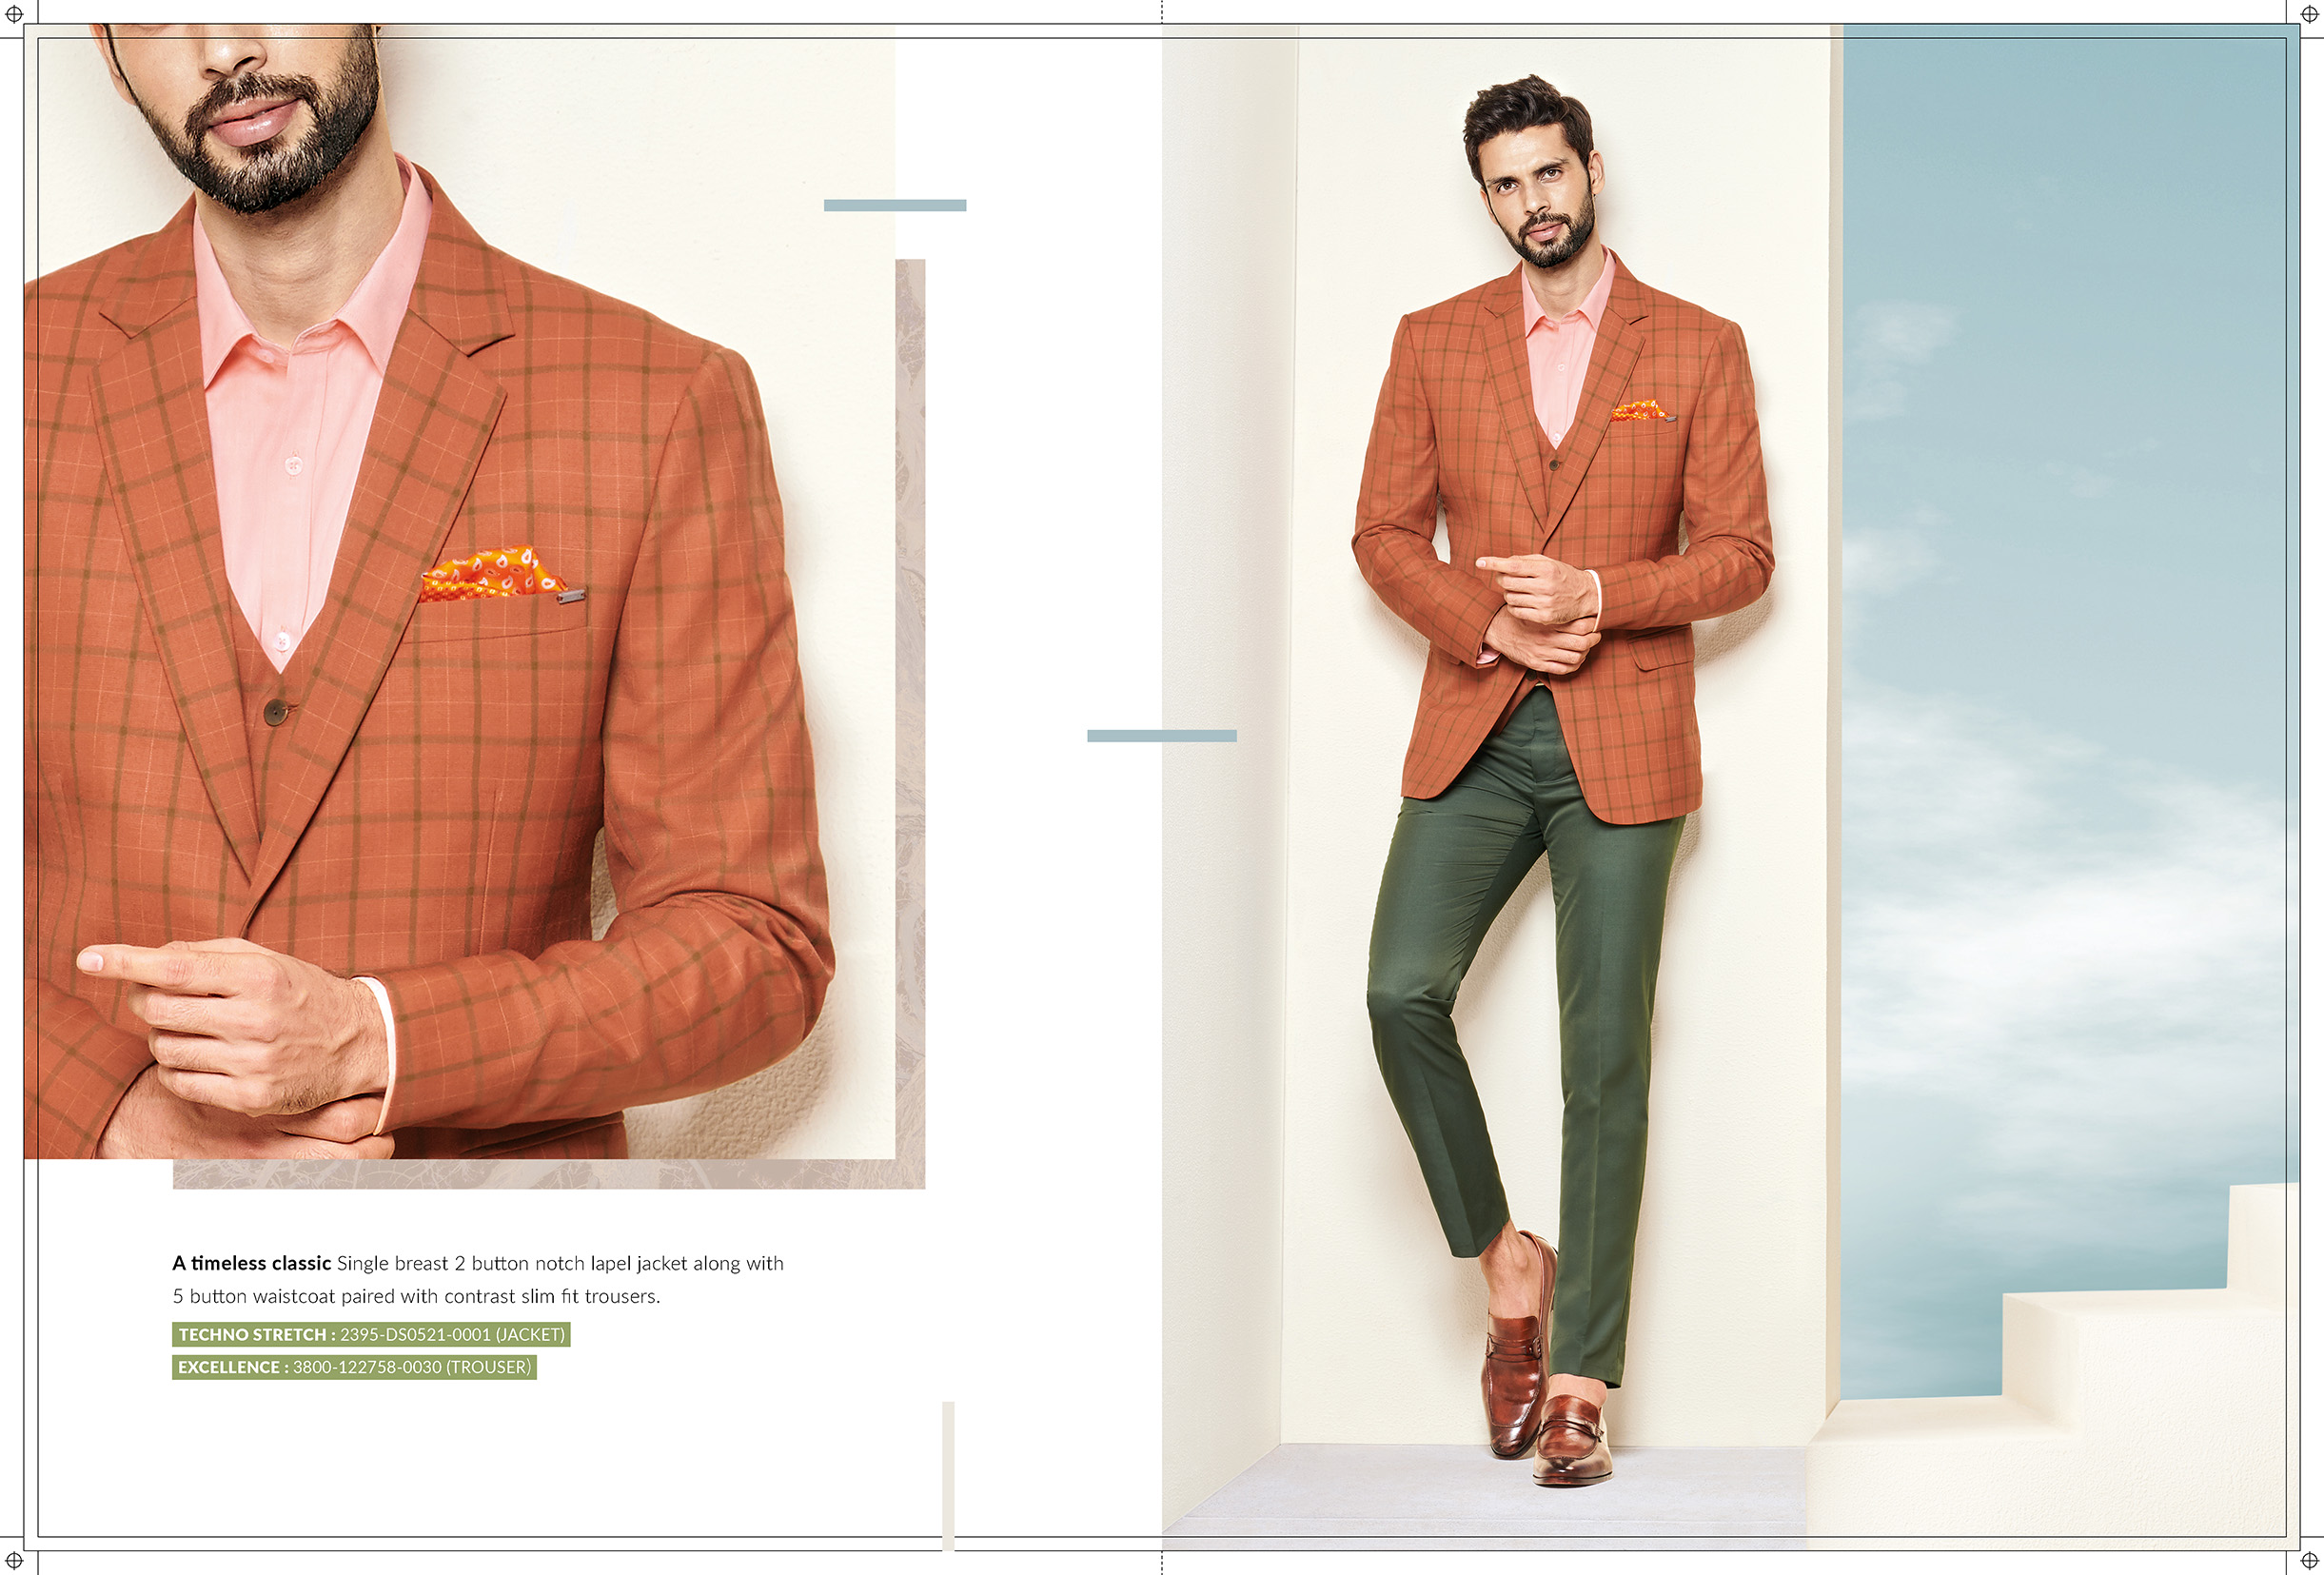 A timeless classic Single breast 2 button notch lapel jacket along with
5 button waistcoat paired with contrast slim fit trousers.
TECHNO STRETCH : 2395-DS0521-0001 (JACKET)
EXCELLENCE : 3800-122758-0030 (TROUSER)